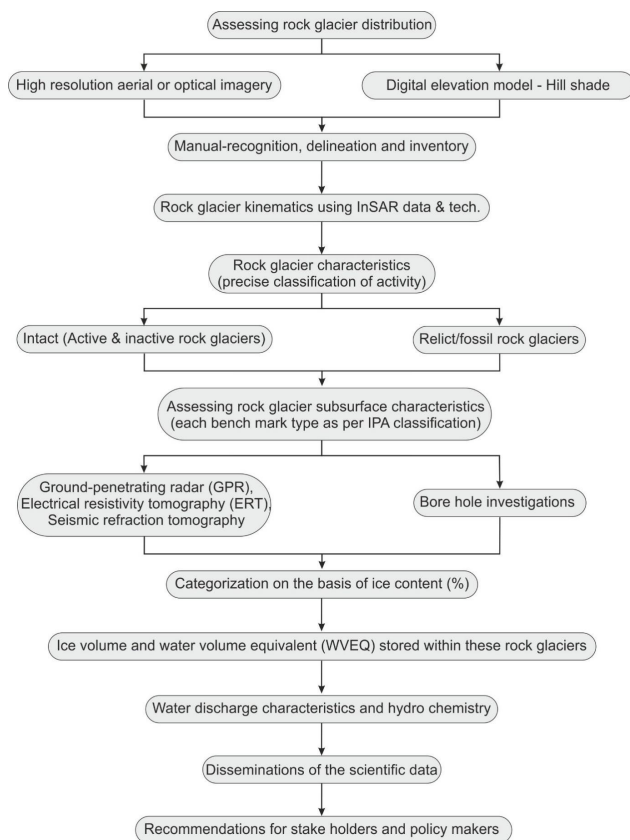 Assessing rock glacier distribution
High resolution aerial or optical imagery
Digital elevation model - Hill shade
Manual-recognition, delineation and inventory
Rock glacier kinematics using InSAR data & tech.
Rock glacier characteristics
(precise classification of activity)
Intact (Active & inactive rock glaciers)
Relict/fossil rock glaciers
Assessing rock glacier subsurface characteristics
(each bench mark type as per IPA classification)
Ground-penetrating radar (GPR),
Electrical resistivity tomography (ERT),
Seismic refraction tomography
Bore hole investigations
Categorization on the basis of ice content (%)
Ice volume and water volume equivalent (WVEQ) stored within these rock glaciers
Water discharge characteristics and hydro chemistry
Disseminations of the scientific data
Recommendations for stake holders and policy makers